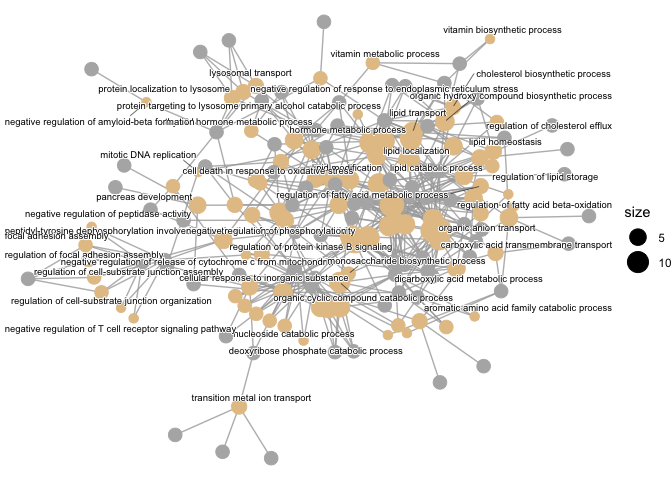 vitamin biosynthetic process
vitamin metabolic process
lysosomal transport
cholesterol biosynthetic process
protein localization to lysosome
negative regulation of response to endoplasmic reticulum stress
organic hydroxy compound biosynthetic process
protein targeting to lysosome
primary alcohol catabolic process
lipid transport
negative regulation of amyloid-beta formation
hormone metabolic process
hormone metabolic process
regulation of cholesterol efflux
lipid homeostasis
mitotic DNA replication
lipid localization
cell death in response to oxidative stress
lipid modification
lipid catabolic process
regulation of lipid storage
pancreas development
regulation of fatty acid metabolic process
regulation of fatty acid beta-oxidation
negative regulation of peptidase activity
peptidyl-tyrosine dephosphorylation involved
negative regulation of phosphorylation
organic anion transport
focal adhesion assembly
regulation of protein kinase B signaling
carboxylic acid transmembrane transport
regulation of focal adhesion assembly
negative regulation of release of cytochrome c from mitochondria
monosaccharide biosynthetic process
regulation of cell-substrate junction assembly
cellular response to inorganic substance
dicarboxylic acid metabolic process
regulation of cell-substrate junction organization
organic cyclic compound catabolic process
aromatic amino acid family catabolic process
negative regulation of T cell receptor signaling pathway
nucleoside catabolic process
deoxyribose phosphate catabolic process
transition metal ion transport
size
5
10